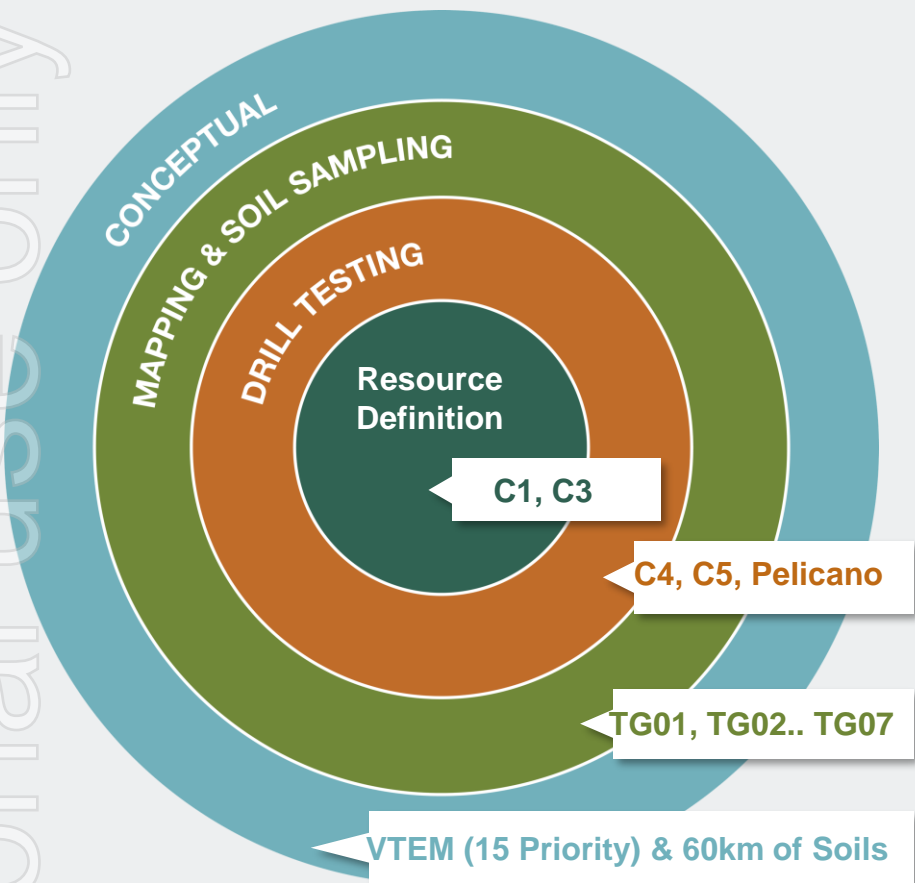 CONCEPTUAL
MAPPING & SOIL SAMPLING
DRILL TESTING
Resource
Definition
C1, C3
C4, C5, Pelicano
TG01, TG02.. TG07
VTEM (15 Priority) & 60km of Soils